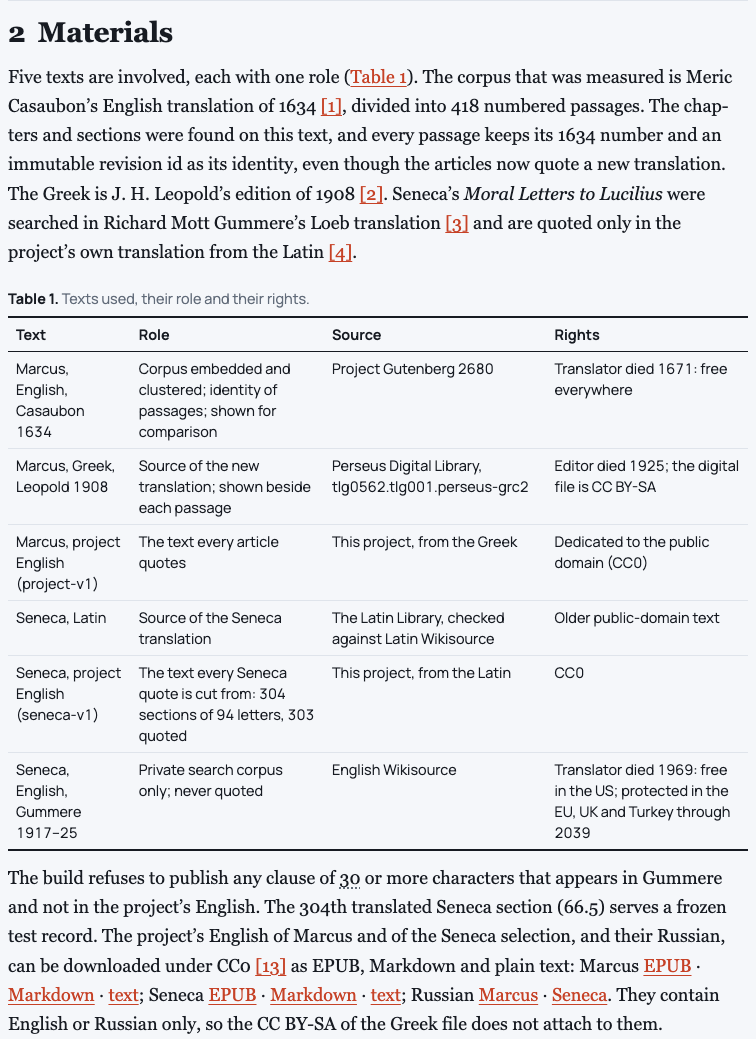 2 Materials
Five texts are involved, each with one role (Table 1). The corpus that was measured is Meric
Casaubon’s English translation of 1634 [1], divided into 418 numbered passages. The chap-
ters and sections were found on this text, and every passage keeps its 1634 number and an
immutable revision id as its identity, even though the articles now quote a new translation.
The Greek is J. H. Leopold’s edition of 1908 [2]. Seneca’s Moral Letters to Lucilius were
searched in Richard Mott Gummere’s Loeb translation [3] and are quoted only in the
project’s own translation from the Latin [4].
Table 1. Texts used, their role and their rights.
Text Role Source Rights
Marcus, Corpus embedded and Project Gutenberg 2680 Translator died 1671: free
English, clustered; identity of everywhere
Casaubon passages; shown for
1634 comparison
Marcus, Greek, Source of the new Perseus Digital Library, Editor died 1925; the digital
Leopold 1908 translation; shown beside tlg0562.tlg001.perseus-grc2 file is CC BY-SA
each passage
Marcus, project The text every article This project, from the Greek Dedicated to the public
English quotes domain (CC0)
(project-v1)
Seneca, Latin Source of the Seneca The Latin Library, checked Older public-domain text
translation against Latin Wikisource
Seneca, project The text every Seneca This project, from the Latin CC0
English quote is cut from: 304
(seneca-v1) sections of 94 letters, 303
quoted
Seneca, Private search corpus English Wikisource Translator died 1969: free
English, only; never quoted in the US; protected in the
Gummere EU, UK and Turkey through
1917–25 2039
The build refuses to publish any clause of 30 or more characters that appears in Gummere
and not in the project’s English. The 304th translated Seneca section (66.5) serves a frozen
test record. The project’s English of Marcus and of the Seneca selection, and their Russian,
can be downloaded under CC0 [13] as EPUB, Markdown and plain text: Marcus EPUB ·
Markdown · text; Seneca EPUB · Markdown · text; Russian Marcus · Seneca. They contain
English or Russian only, so the CC BY-SA of the Greek file does not attach to them.